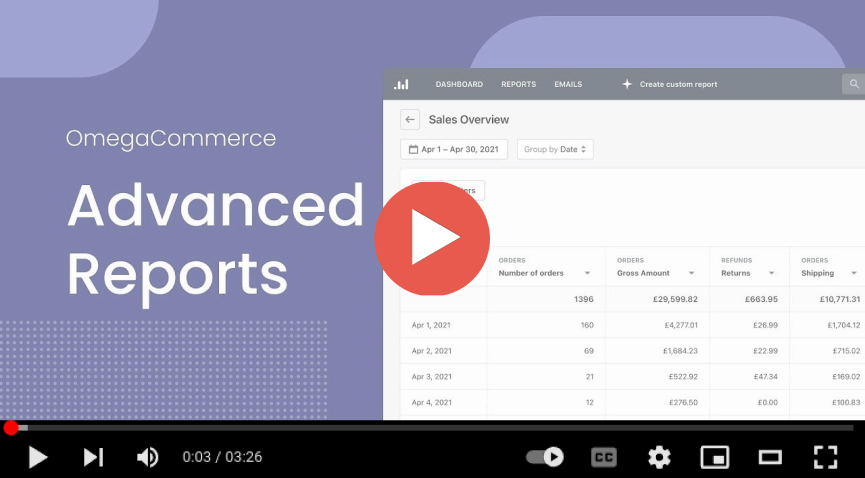 OmegaCommerce
Advanced
Reports
DASHBOARD REPORTS EMAILS Create custom report
Sales Overview
Apr 1 – Apr 30, 2021 Group by Date
ORDERS ORDERS REFUNDS ORDERS
Number of orders Gross Amount Returns Shipping
1396 £29,599.82 £663.95 £10,771.31
Apr 1, 2021 160 £4,277.01 £26.99 £1,704.12
Apr 2, 2021 69 £1,684.23 £22.99 £715.02
Apr 3, 2021 21 £522.92 £47.34 £169.02
Apr 4, 2021 12 £276.50 £0.00 £100.83
0:03 / 03:26 CC